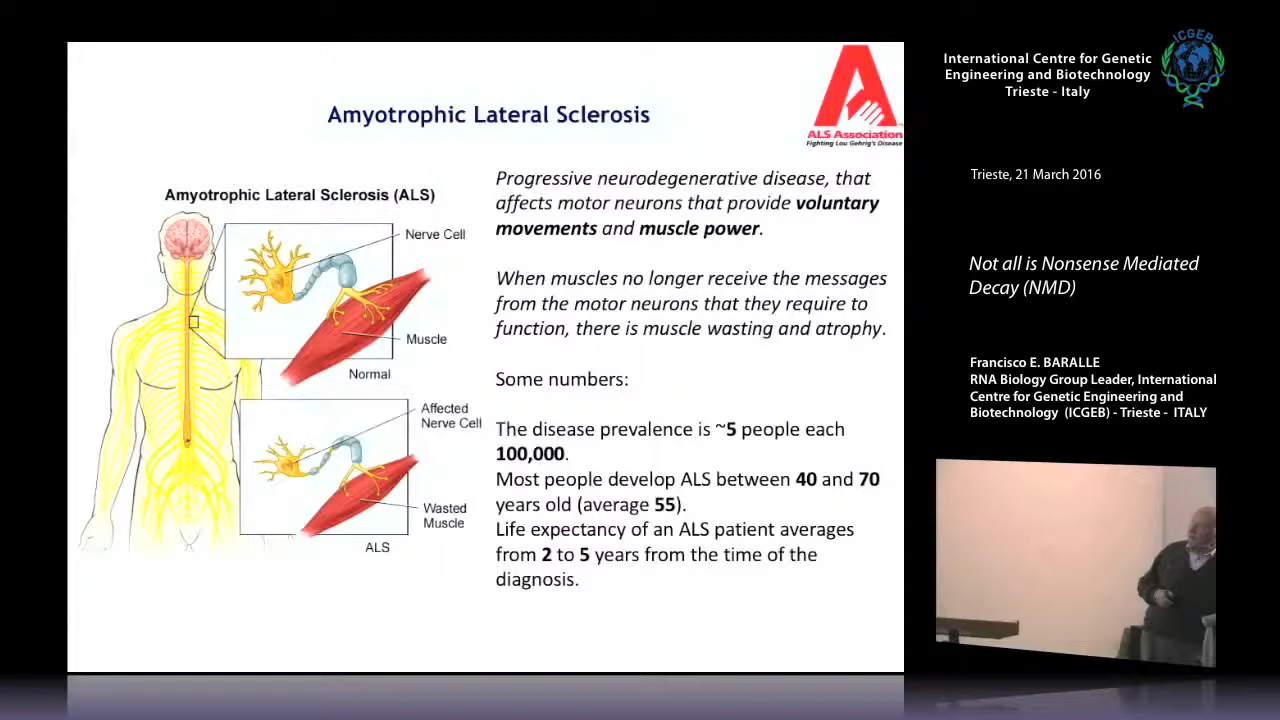 Amyotrophic Lateral Sclerosis
ALS Association
Fighting Lou Gehrig's Disease
Amyotrophic Lateral Sclerosis (ALS)
Nerve Cell
Muscle
Normal
Affected
Nerve Cell
Wasted
Muscle
ALS
Progressive neurodegenerative disease, that
affects motor neurons that provide voluntary
movements and muscle power.
When muscles no longer receive the messages
from the motor neurons that they require to
function, there is muscle wasting and atrophy.
Some numbers:
The disease prevalence is ~5 people each
100,000.
Most people develop ALS between 40 and 70
years old (average 55).
Life expectancy of an ALS patient averages
from 2 to 5 years from the time of the
diagnosis.
International Centre for Genetic
Engineering and Biotechnology
Trieste - Italy
ICGEB
Trieste, 21 March 2016
Not all is Nonsense Mediated
Decay (NMD)
Francisco E. BARALLE
RNA Biology Group Leader, International
Centre for Genetic Engineering and
Biotechnology (ICGEB) - Trieste - ITALY